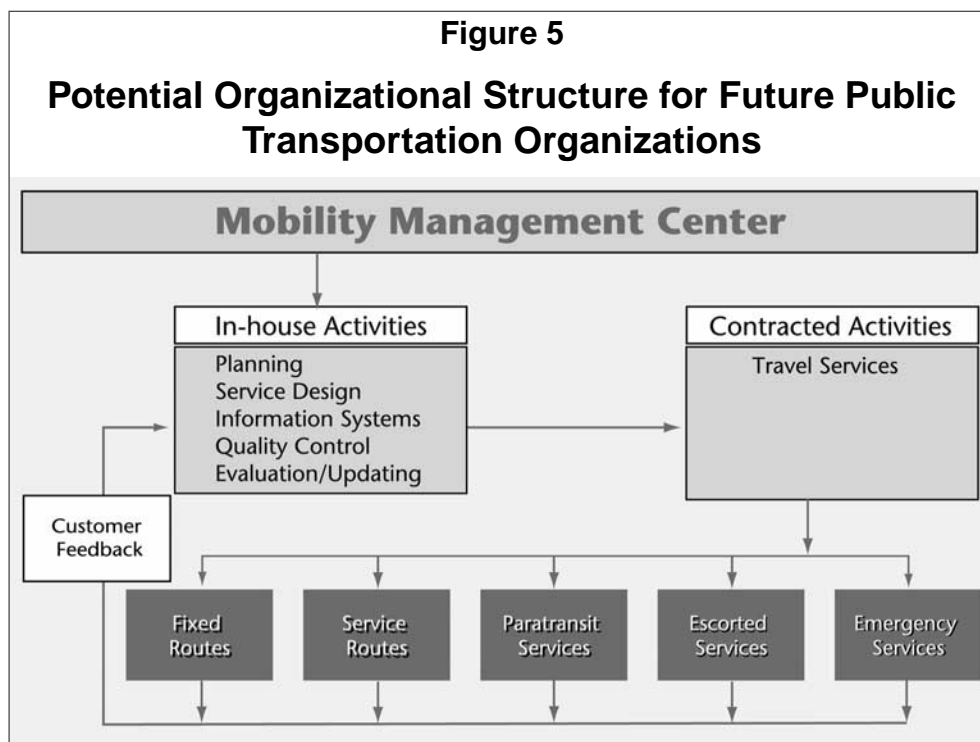 Figure 5
Potential Organizational Structure for Future Public
Transportation Organizations
Mobility Management Center
In-house Activities
Planning
Service Design
Information Systems
Quality Control
Evaluation/Updating
Contracted Activities
Travel Services
Customer
Feedback
Fixed
Routes
Service
Routes
Paratransit
Services
Escorted
Services
Emergency
Services